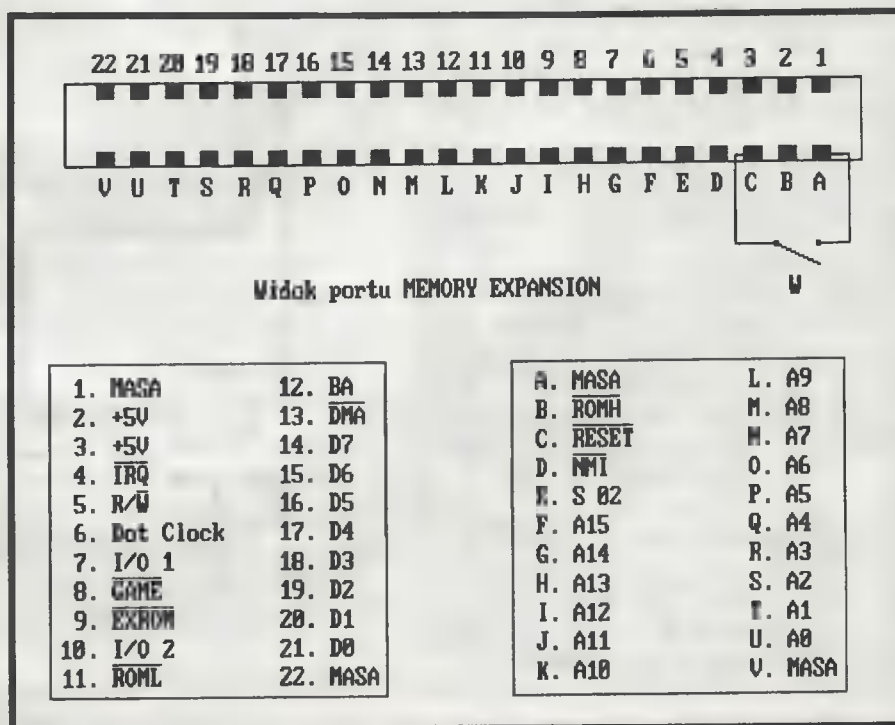 22 21 20 19 18 17 16 15 14 13 12 11 10 9 8 7 6 5 4 3 2 1
V U T S R Q P O N M L K J I H G F E D C B A
W
Widok portu MEMORY EXPANSION
1. MASA
2. +5V
3. +5V
4. IRQ
5. R/W
6. Dot Clock
7. I/O 1
8. GAME
9. EXROM
10. I/O 2
11. ROML
12. BA
13. DMA
14. D7
15. D6
16. D5
17. D4
18. D3
19. D2
20. D1
21. D0
22. MASA
A. MASA
B. ROMH
C. RESET
D. NMI
E. S 02
F. A15
G. A14
H. A13
I. A12
J. A11
K. A10
L. A9
M. A8
N. A7
O. A6
P. A5
Q. A4
R. A3
S. A2
T. A1
U. A0
V. MASA